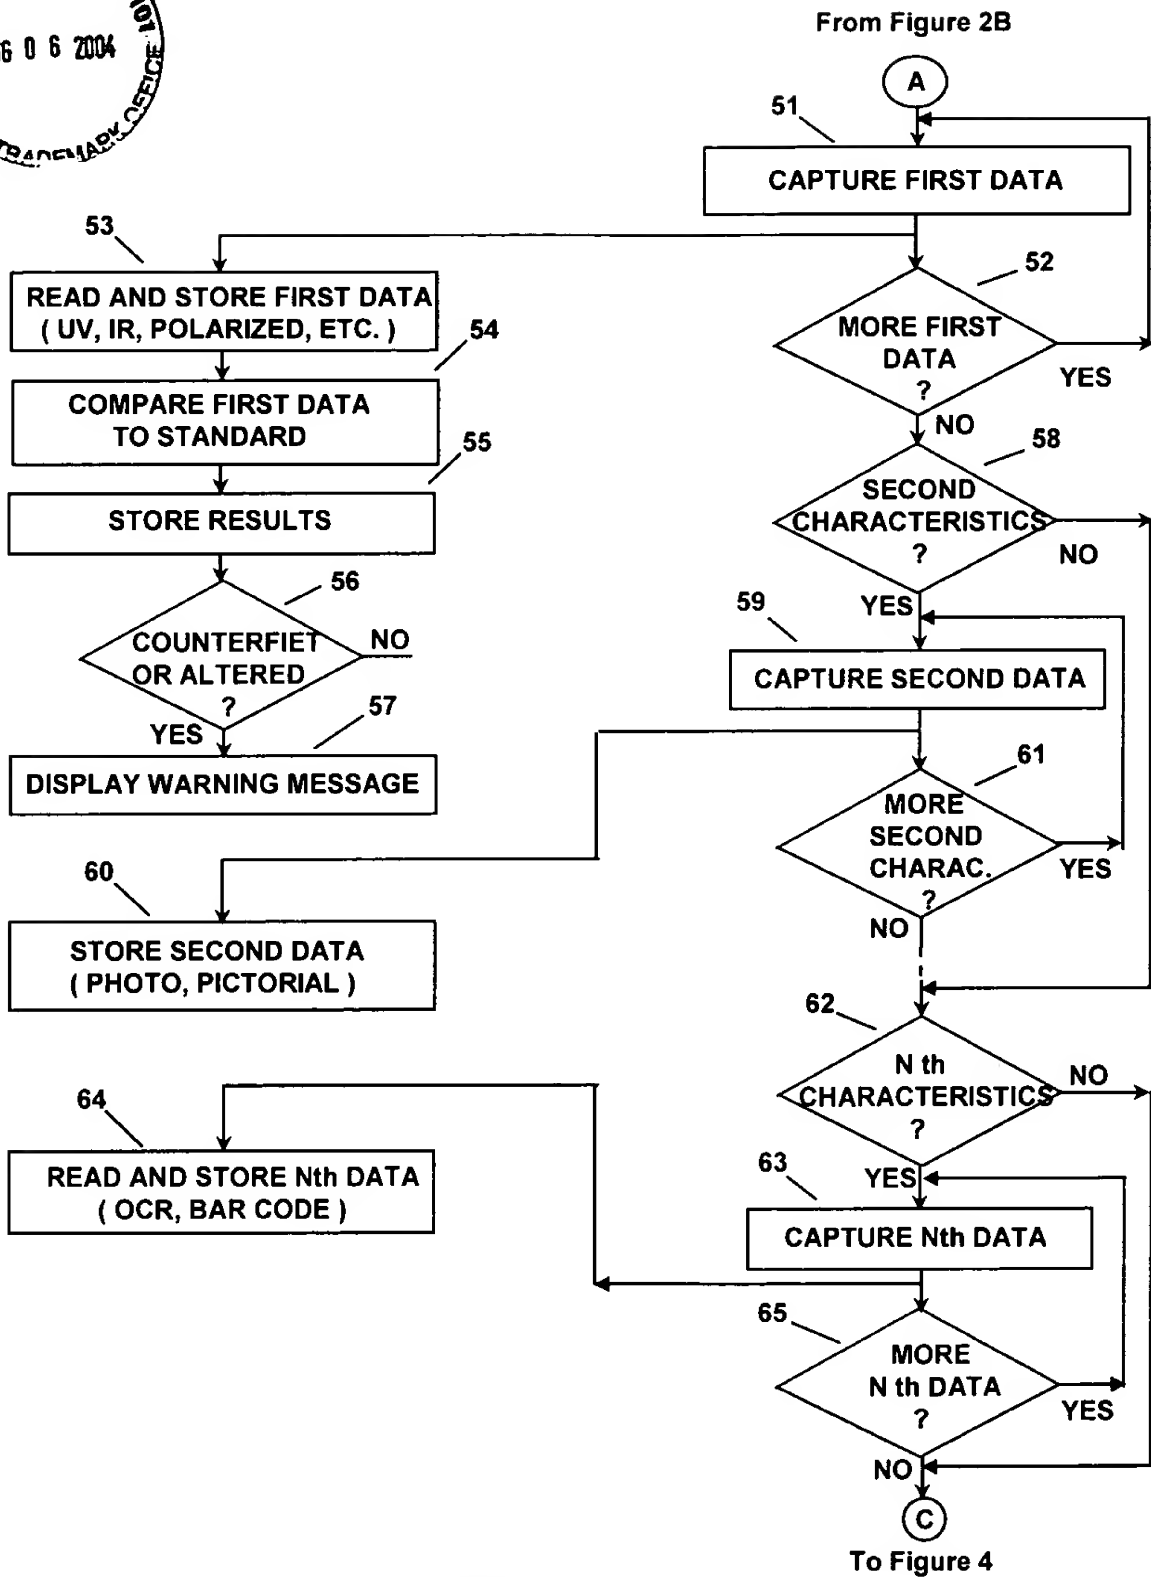 6 0 6 2004
TRADEMARK OFFICE
From Figure 2B
A
51
CAPTURE FIRST DATA
53
READ AND STORE FIRST DATA
( UV, IR, POLARIZED, ETC. )
52
MORE FIRST
DATA
?
YES
NO
54
COMPARE FIRST DATA
TO STANDARD
55
STORE RESULTS
58
SECOND
CHARACTERISTICS
?
NO
YES
56
COUNTERFIET
OR ALTERED
?
NO
YES
57
DISPLAY WARNING MESSAGE
59
CAPTURE SECOND DATA
61
MORE
SECOND
CHARAC.
?
YES
NO
60
STORE SECOND DATA
( PHOTO, PICTORIAL )
62
N th
CHARACTERISTICS
?
NO
YES
64
READ AND STORE Nth DATA
( OCR, BAR CODE )
63
CAPTURE Nth DATA
65
MORE
N th DATA
?
YES
NO
C
To Figure 4